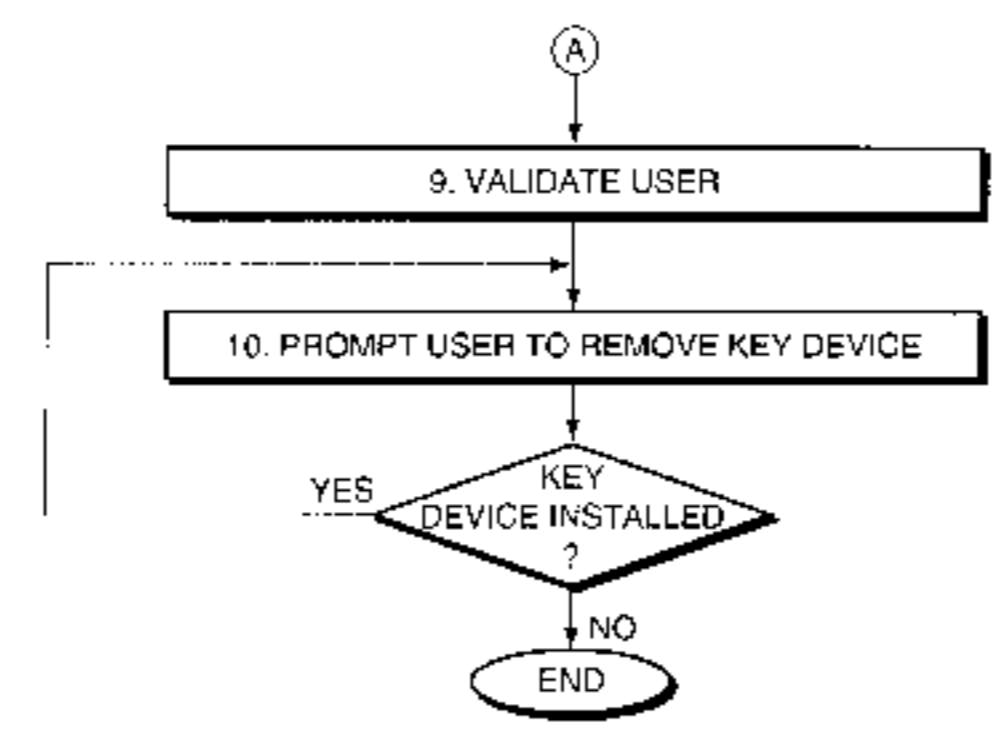 A
9. VALIDATE USER
10. PROMPT USER TO REMOVE KEY DEVICE
YES
KEY
DEVICE INSTALLED
?
NO
END